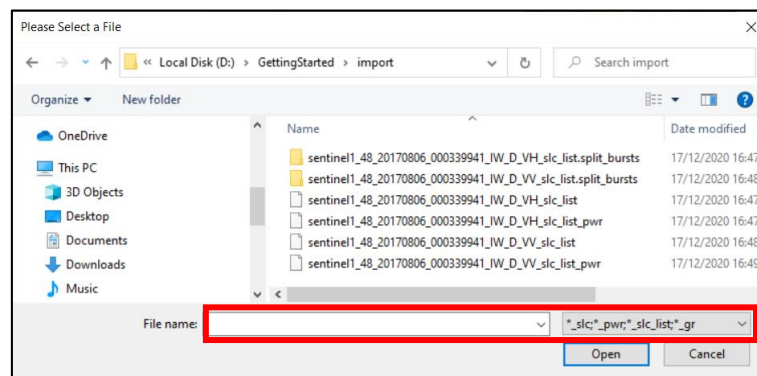 Please Select a File
« Local Disk (D:) › GettingStarted › import
Search import
Organize
New folder
?
OneDrive
This PC
3D Objects
Desktop
Documents
Downloads
Music
Name
Date modified
sentinel1_48_20170806_000339941_IW_D_VH_slc_list.split_bursts 17/12/2020 16:47
sentinel1_48_20170806_000339941_IW_D_VV_slc_list.split_bursts 17/12/2020 16:48
sentinel1_48_20170806_000339941_IW_D_VH_slc_list 17/12/2020 16:47
sentinel1_48_20170806_000339941_IW_D_VH_slc_list_pwr 17/12/2020 16:47
sentinel1_48_20170806_000339941_IW_D_VV_slc_list 17/12/2020 16:48
sentinel1_48_20170806_000339941_IW_D_VV_slc_list_pwr 17/12/2020 16:49
File name:
*_slc;*_pwr;*_slc_list;*_gr
Open
Cancel